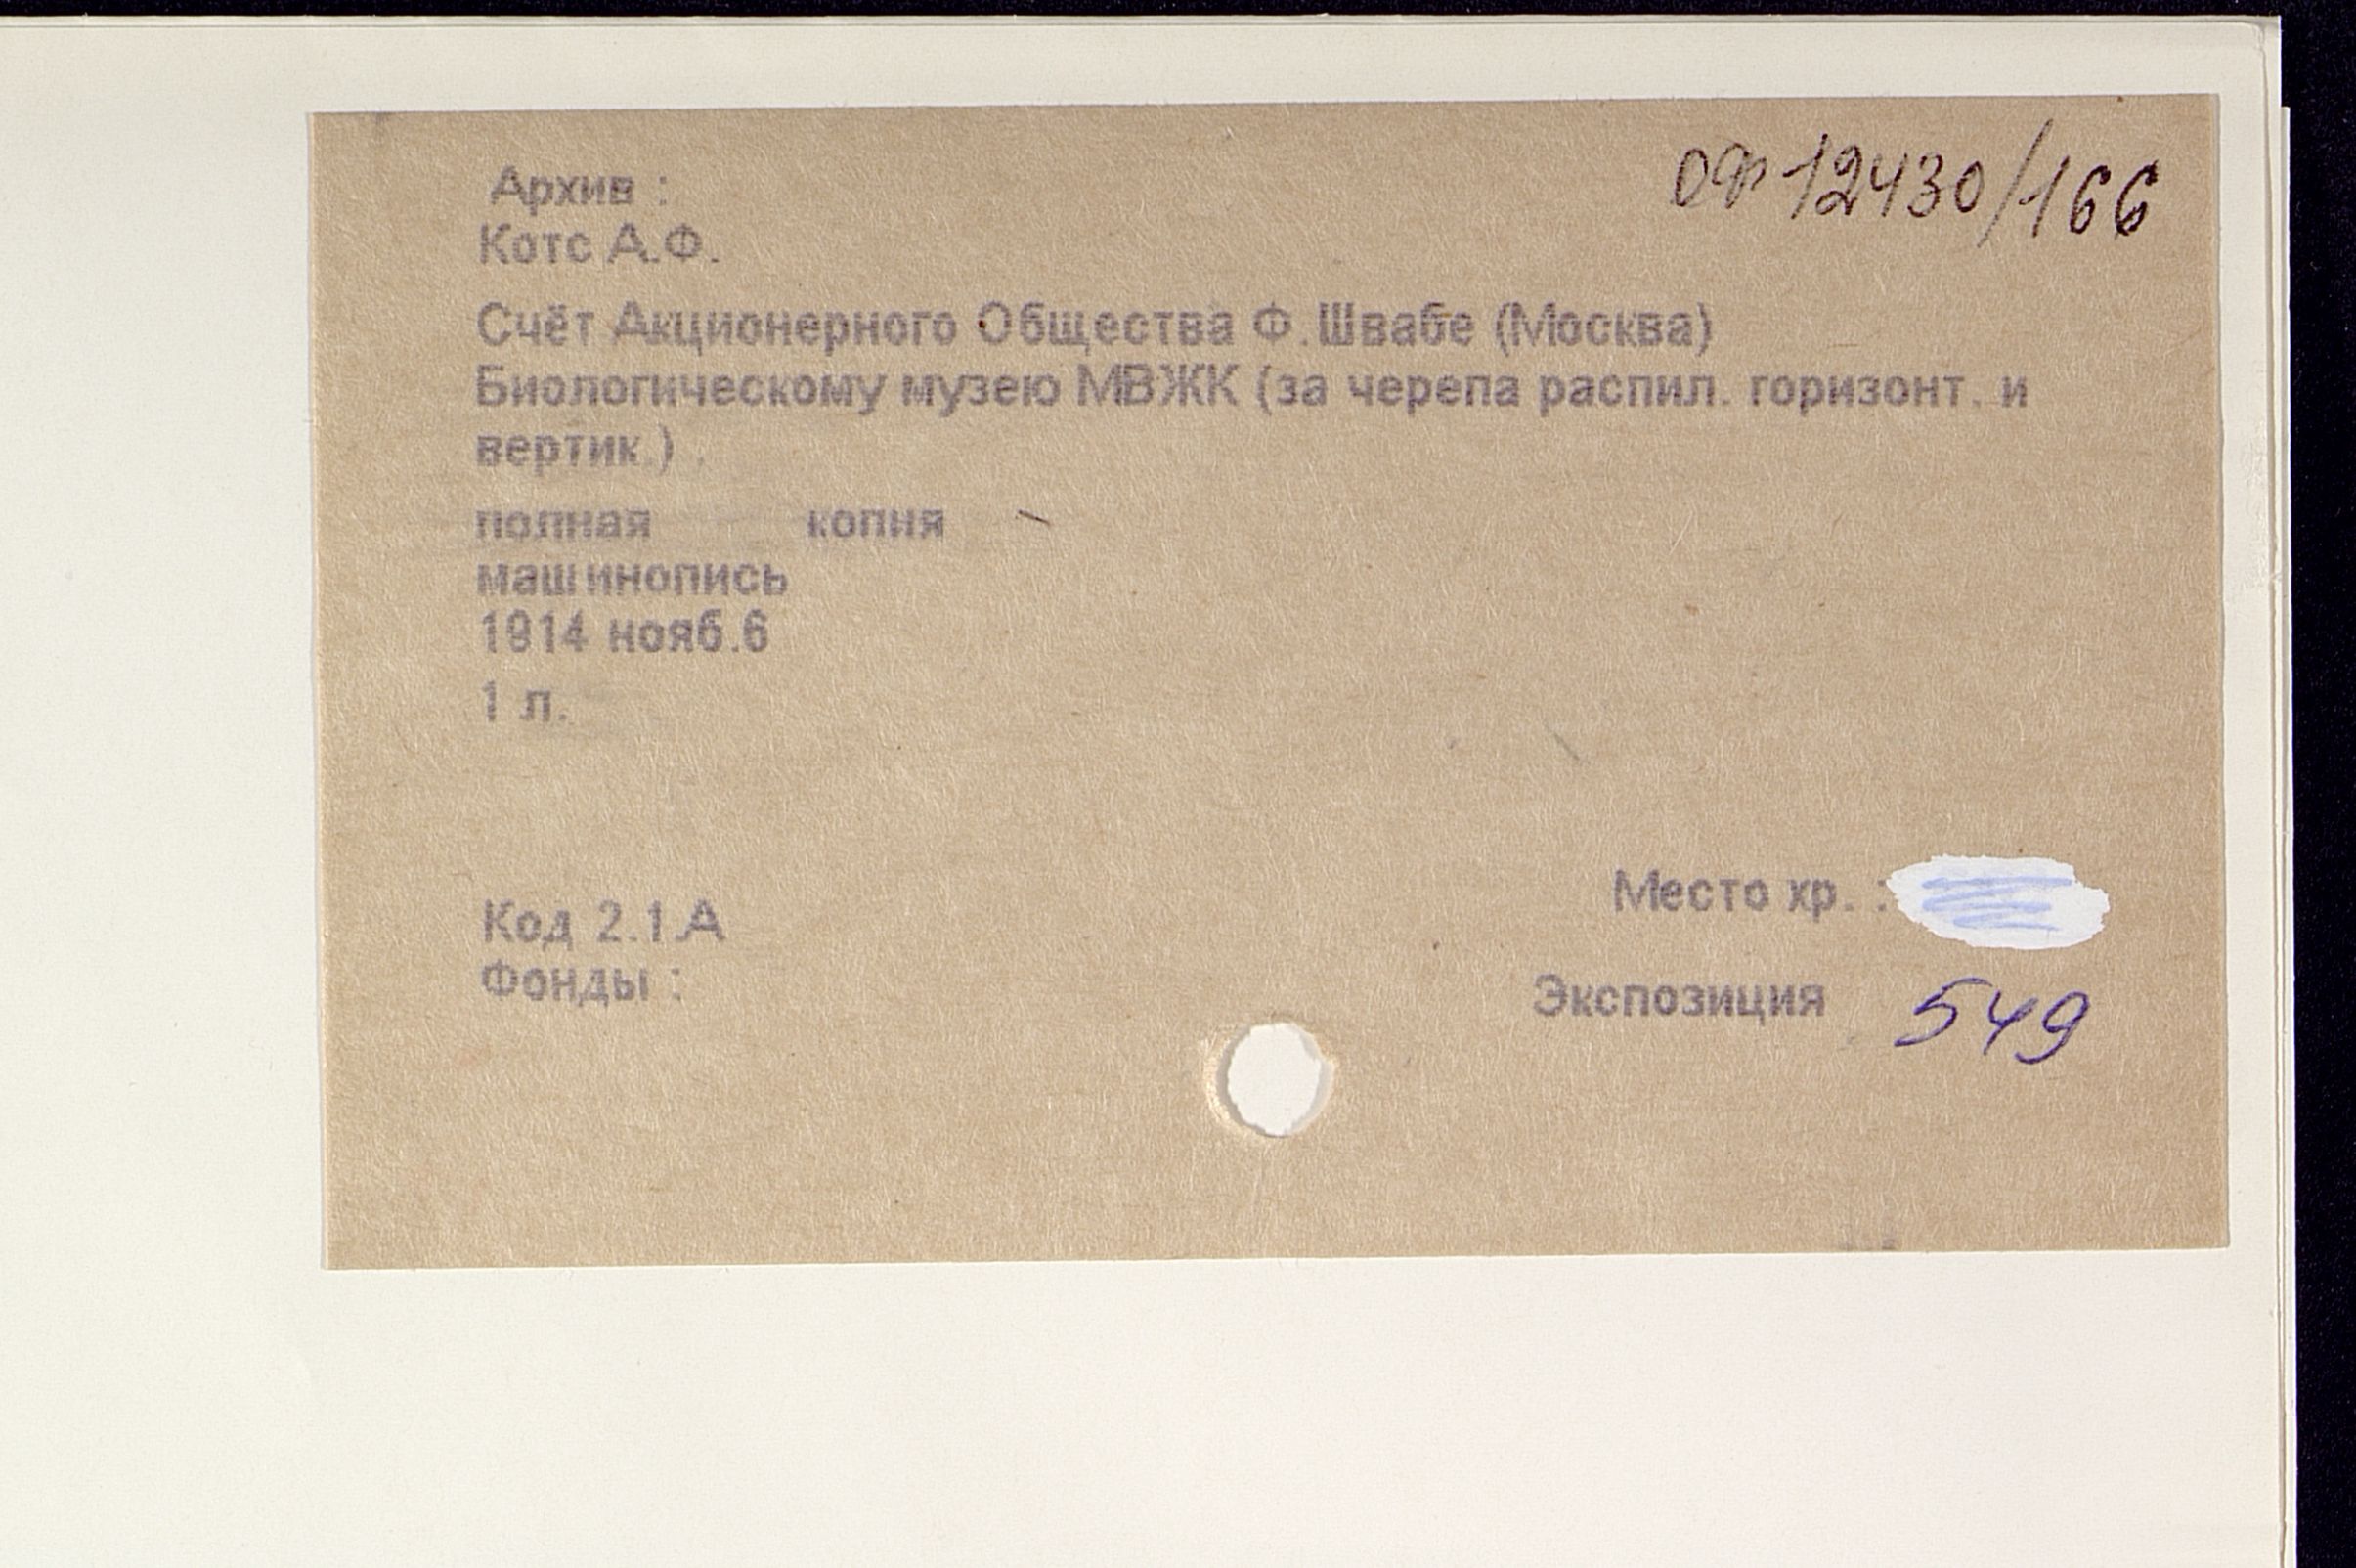 ОФ 12430/166
Архив :
Котс А.Ф.
Счёт Акционерного Общества Ф.Швабе (Москва)
Биологическому музею МВЖК (за черепа распил. горизонт. и
вертик.) .
полная копия
машинопись
1914 нояб.6
1 л.
Место хр. :
Код 2.1.А
Фонды :
Экспозиция 549